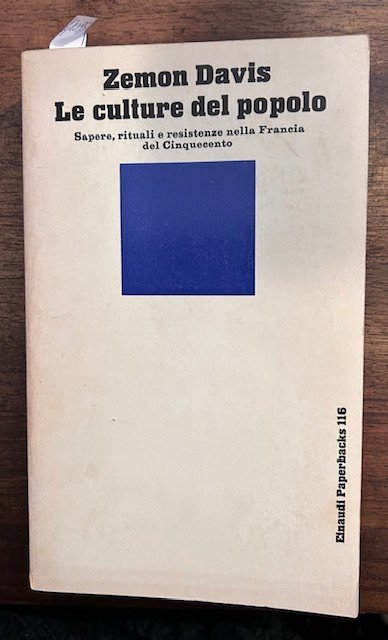 Zemon Davis
Le culture del popolo
Sapere, rituali e resistenze nella Francia
del Cinquecento
Einaudi Paperbacks 116